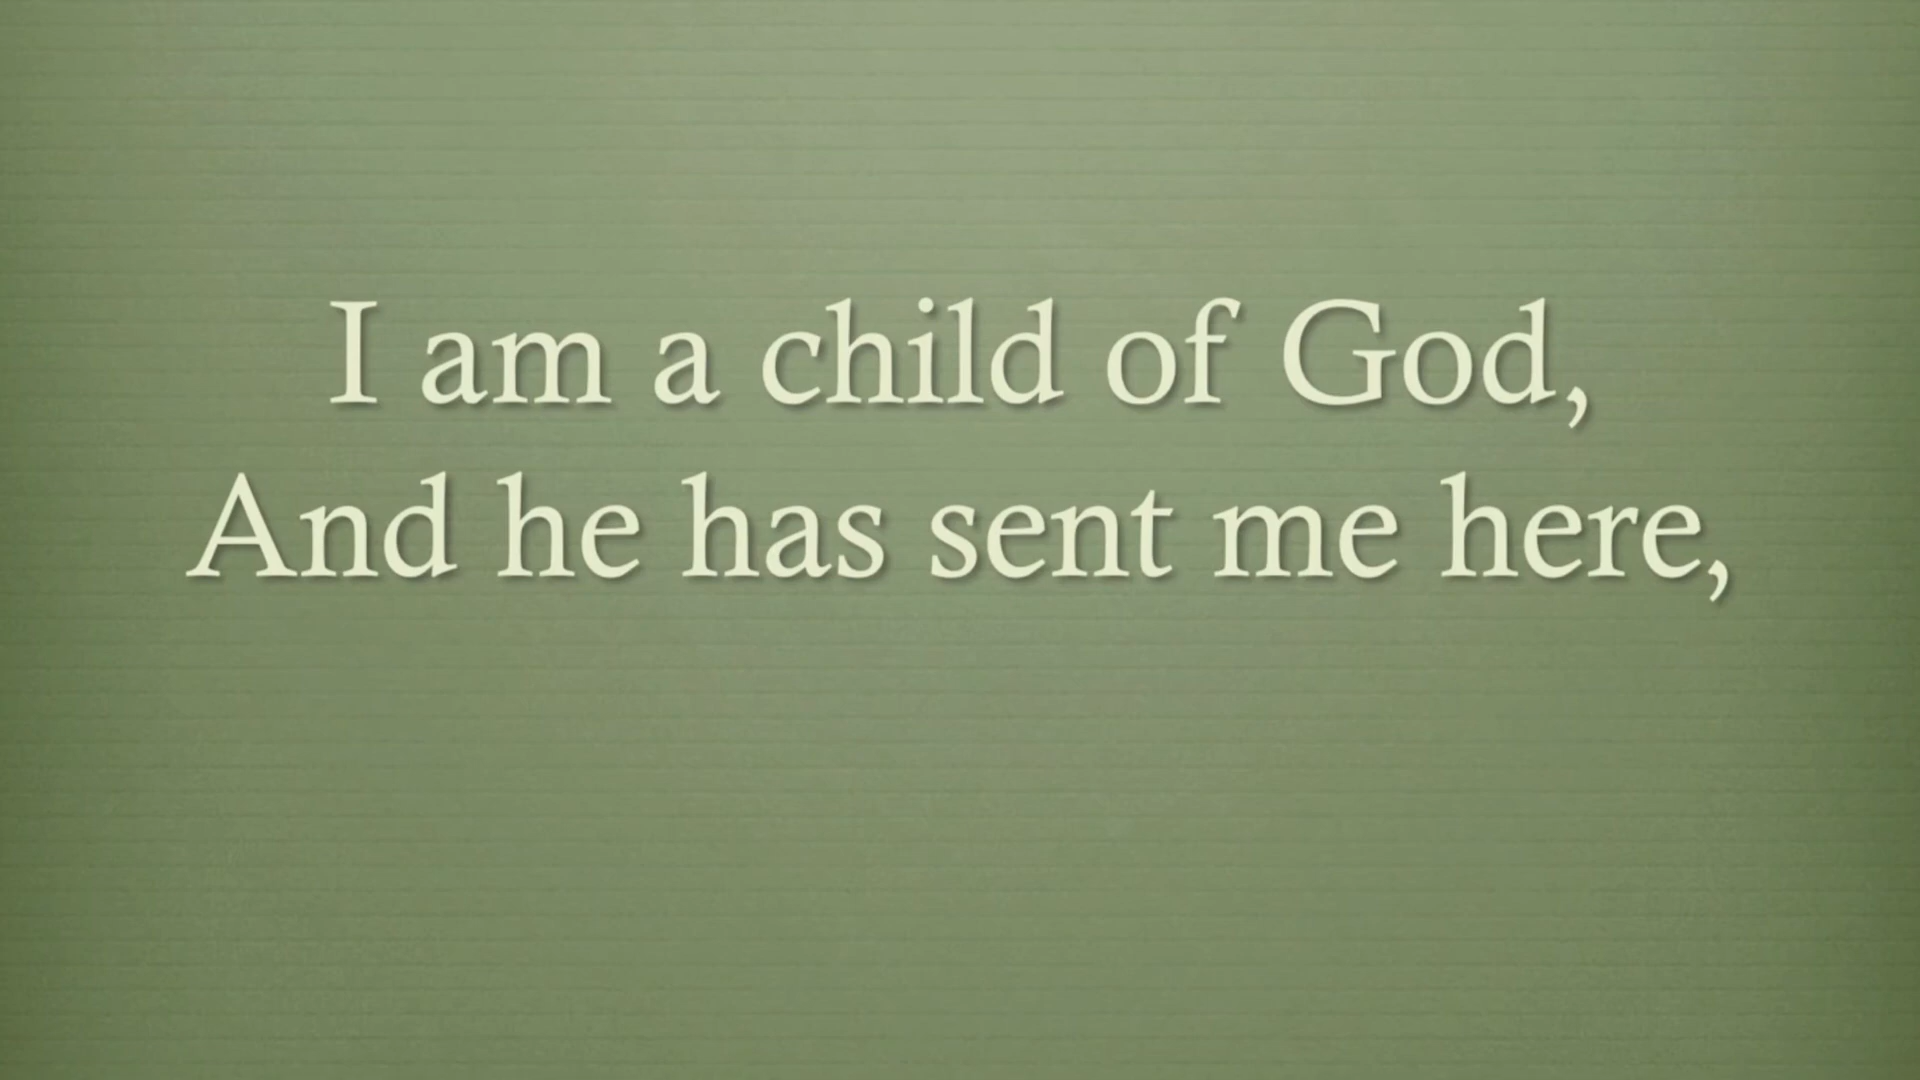 I am a child of God,
And he has sent me here,